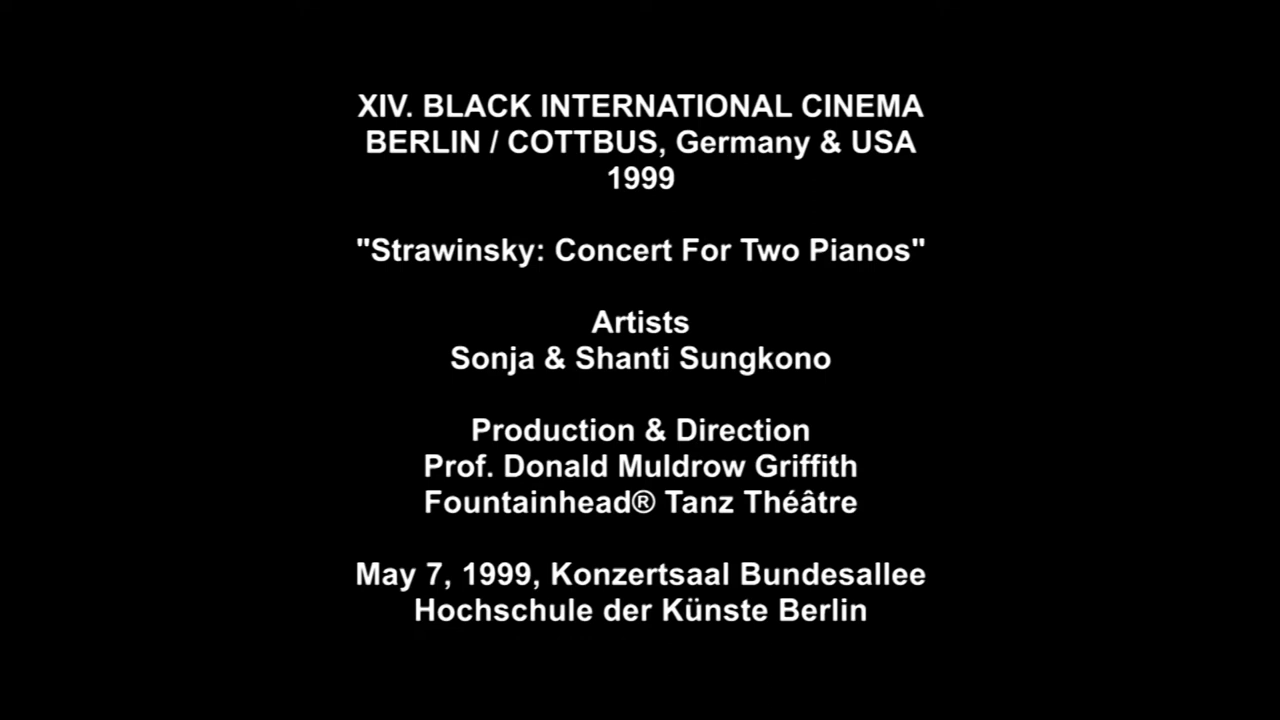 XIV. BLACK INTERNATIONAL CINEMA
BERLIN / COTTBUS, Germany & USA
1999
"Strawinsky: Concert For Two Pianos"
Artists
Sonja & Shanti Sungkono
Production & Direction
Prof. Donald Muldrow Griffith
Fountainhead® Tanz Théâtre
May 7, 1999, Konzertsaal Bundesallee
Hochschule der Künste Berlin